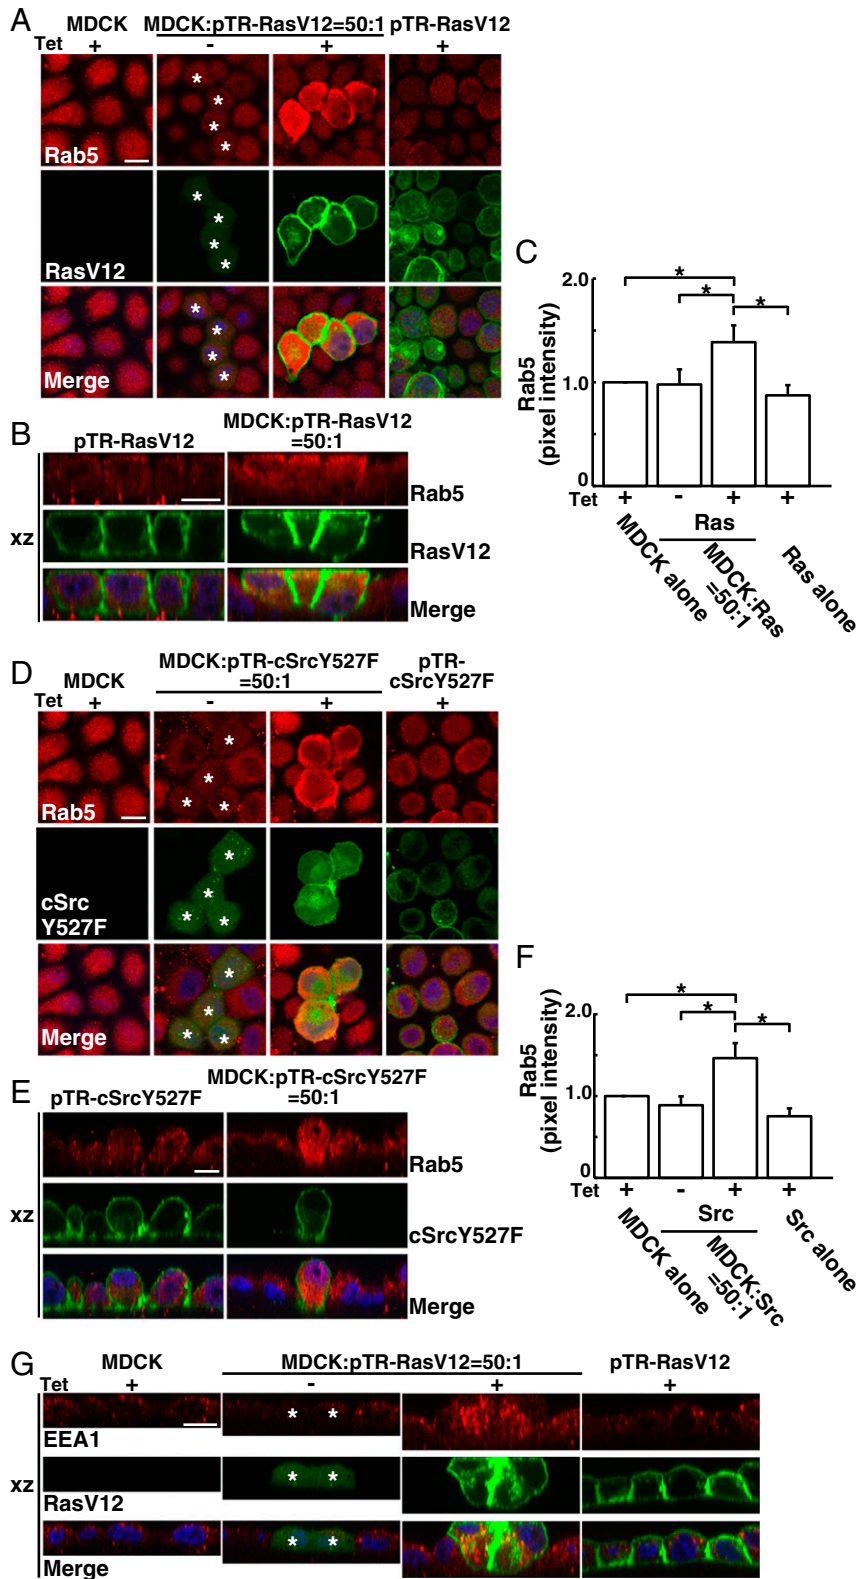 A
MDCK MDCK:pTR-RasV12=50:1 pTR-RasV12
Tet + - + +
* * * *
Rab5
* * * *
RasV12
* * * *
Merge
B
pTR-RasV12 MDCK:pTR-RasV12 =50:1
xz
Rab5
RasV12
Merge
C
Rab5 (pixel intensity)
2.0
1.0
0
* * *
Tet + - + +
Ras
MDCK alone
MDCK:Ras =50:1
Ras alone
D
MDCK MDCK:pTR-cSrcY527F =50:1 pTR-cSrcY527F
Tet + - + +
* * * *
Rab5
* * * *
cSrc Y527F
* * * *
Merge
E
pTR-cSrcY527F MDCK:pTR-cSrcY527F =50:1
xz
Rab5
cSrcY527F
Merge
F
Rab5 (pixel intensity)
2.0
1.0
0
* * *
Tet + - + +
Src
MDCK alone
MDCK:Src =50:1
Src alone
G
MDCK MDCK:pTR-RasV12=50:1 pTR-RasV12
Tet + - + +
xz
* *
EEA1
* *
RasV12
* *
Merge